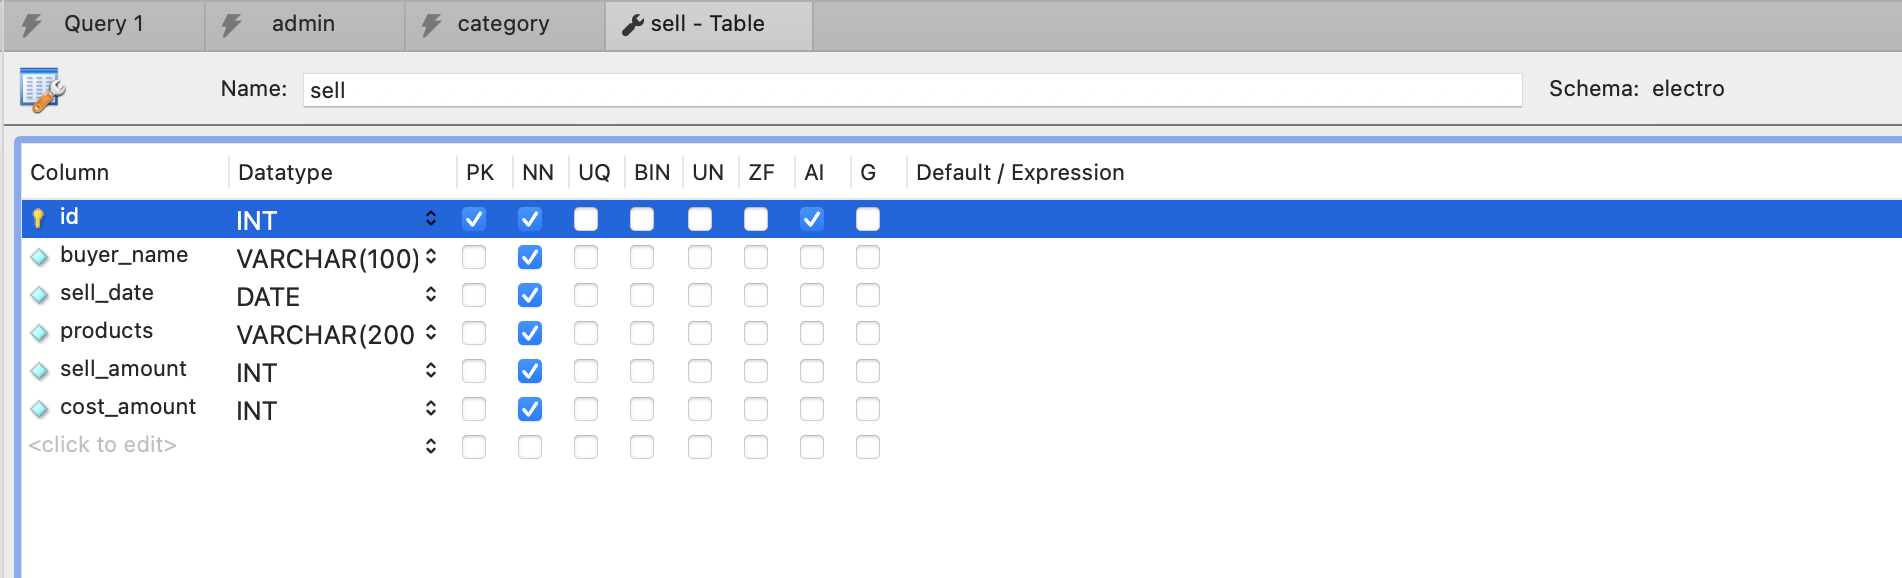 Query 1 admin category sell - Table
Name: sell Schema: electro
Column Datatype PK NN UQ BIN UN ZF AI G Default / Expression
id INT
buyer_name VARCHAR(100)
sell_date DATE
products VARCHAR(200
sell_amount INT
cost_amount INT
<click to edit>